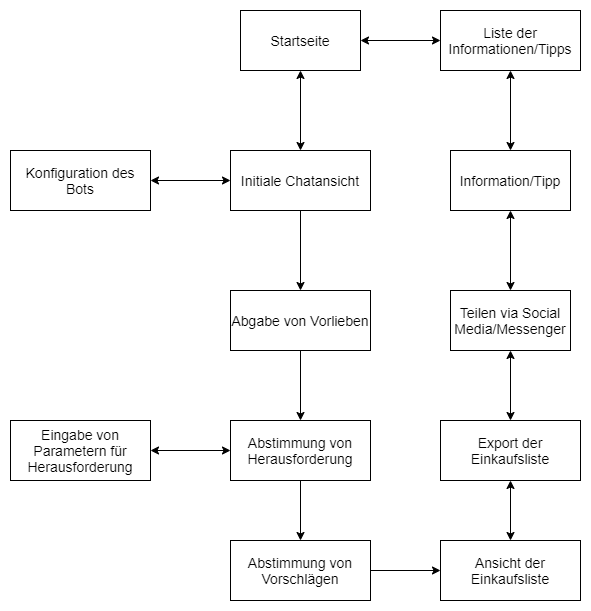 Startseite
Liste der
Informationen/Tipps
Konfiguration des
Bots
Initiale Chatansicht
Information/Tipp
Abgabe von Vorlieben
Teilen via Social
Media/Messenger
Eingabe von
Parametern für
Herausforderung
Abstimmung von
Herausforderung
Export der
Einkaufsliste
Abstimmung von
Vorschlägen
Ansicht der
Einkaufsliste